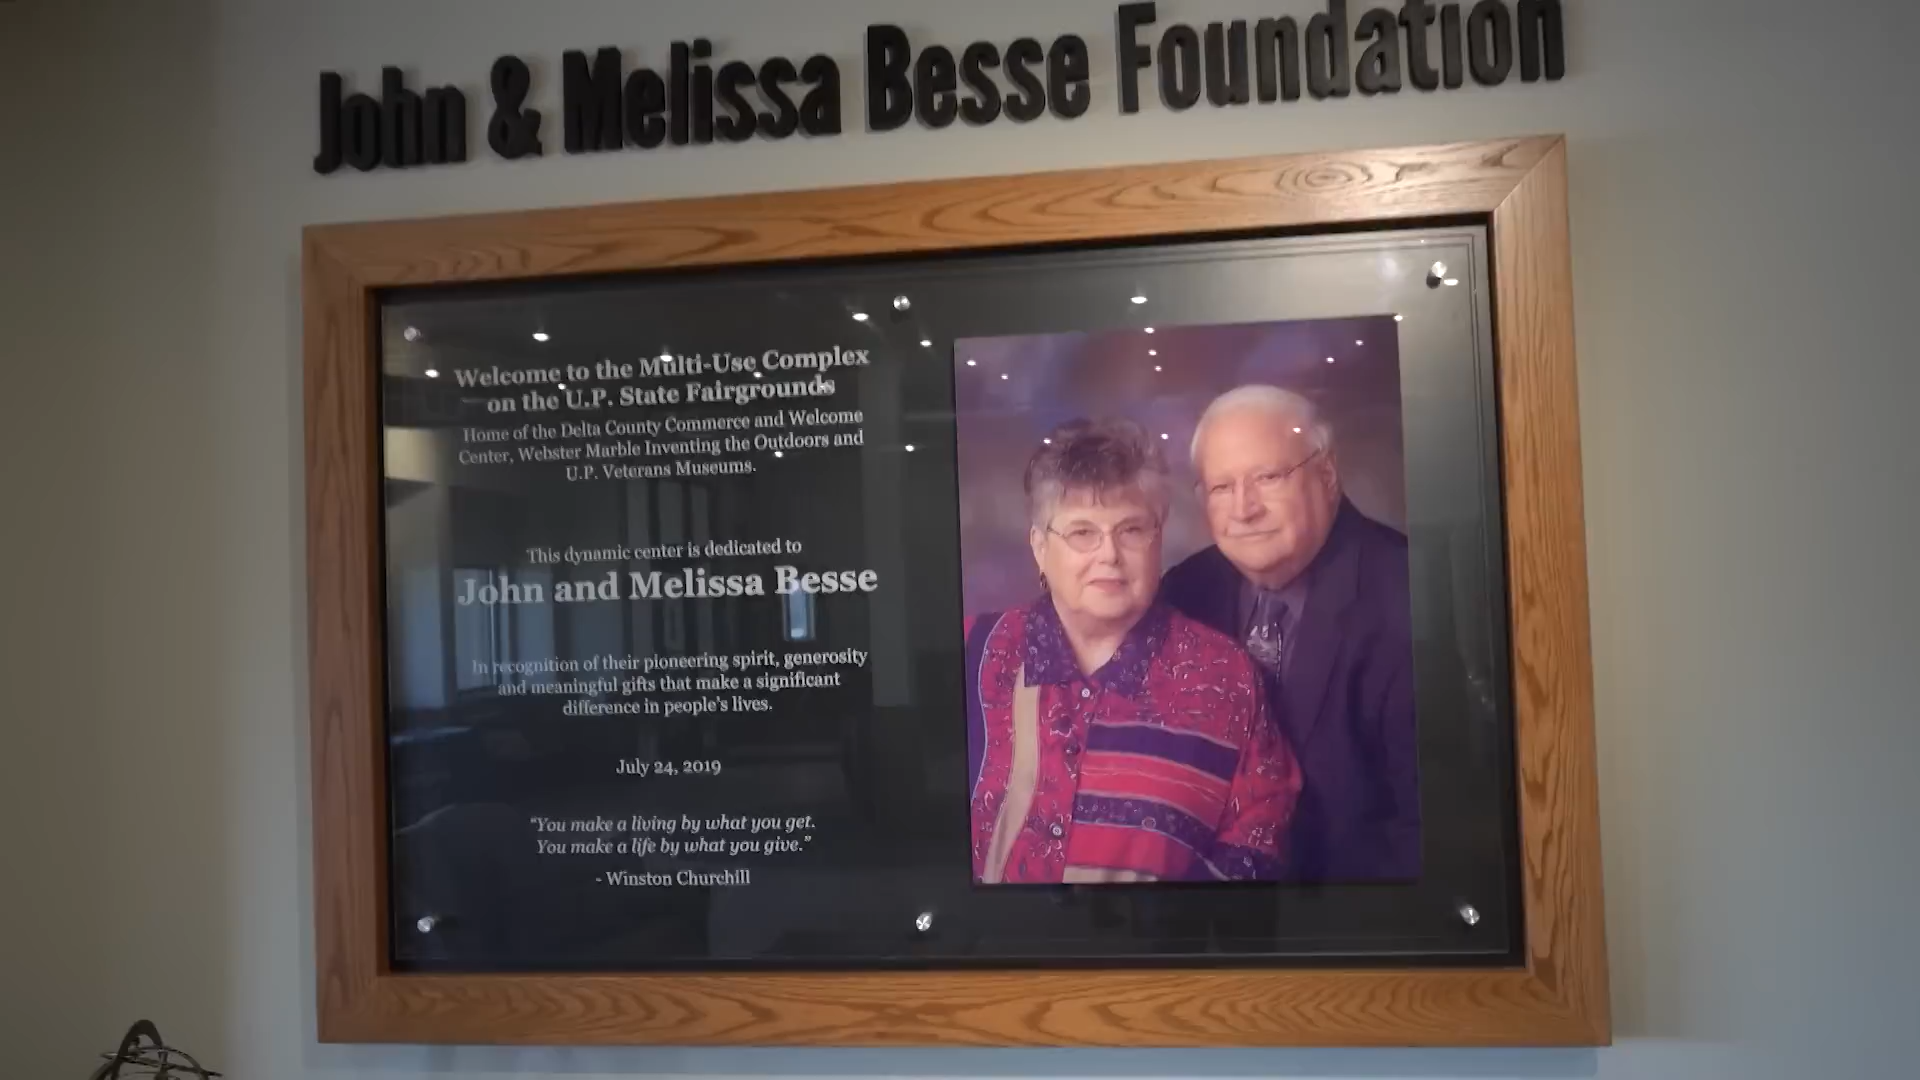 John & Melissa Besse Foundation
Welcome to the Multi-Use Complex
on the U.P. State Fairgrounds
Home of the Delta County Commerce and Welcome
Center, Webster Marble Inventing the Outdoors and
U.P. Veterans Museums.
This dynamic center is dedicated to
John and Melissa Besse
In recognition of their pioneering spirit, generosity
and meaningful gifts that make a significant
difference in people's lives.
July 24, 2019
"You make a living by what you get.
You make a life by what you give."
- Winston Churchill